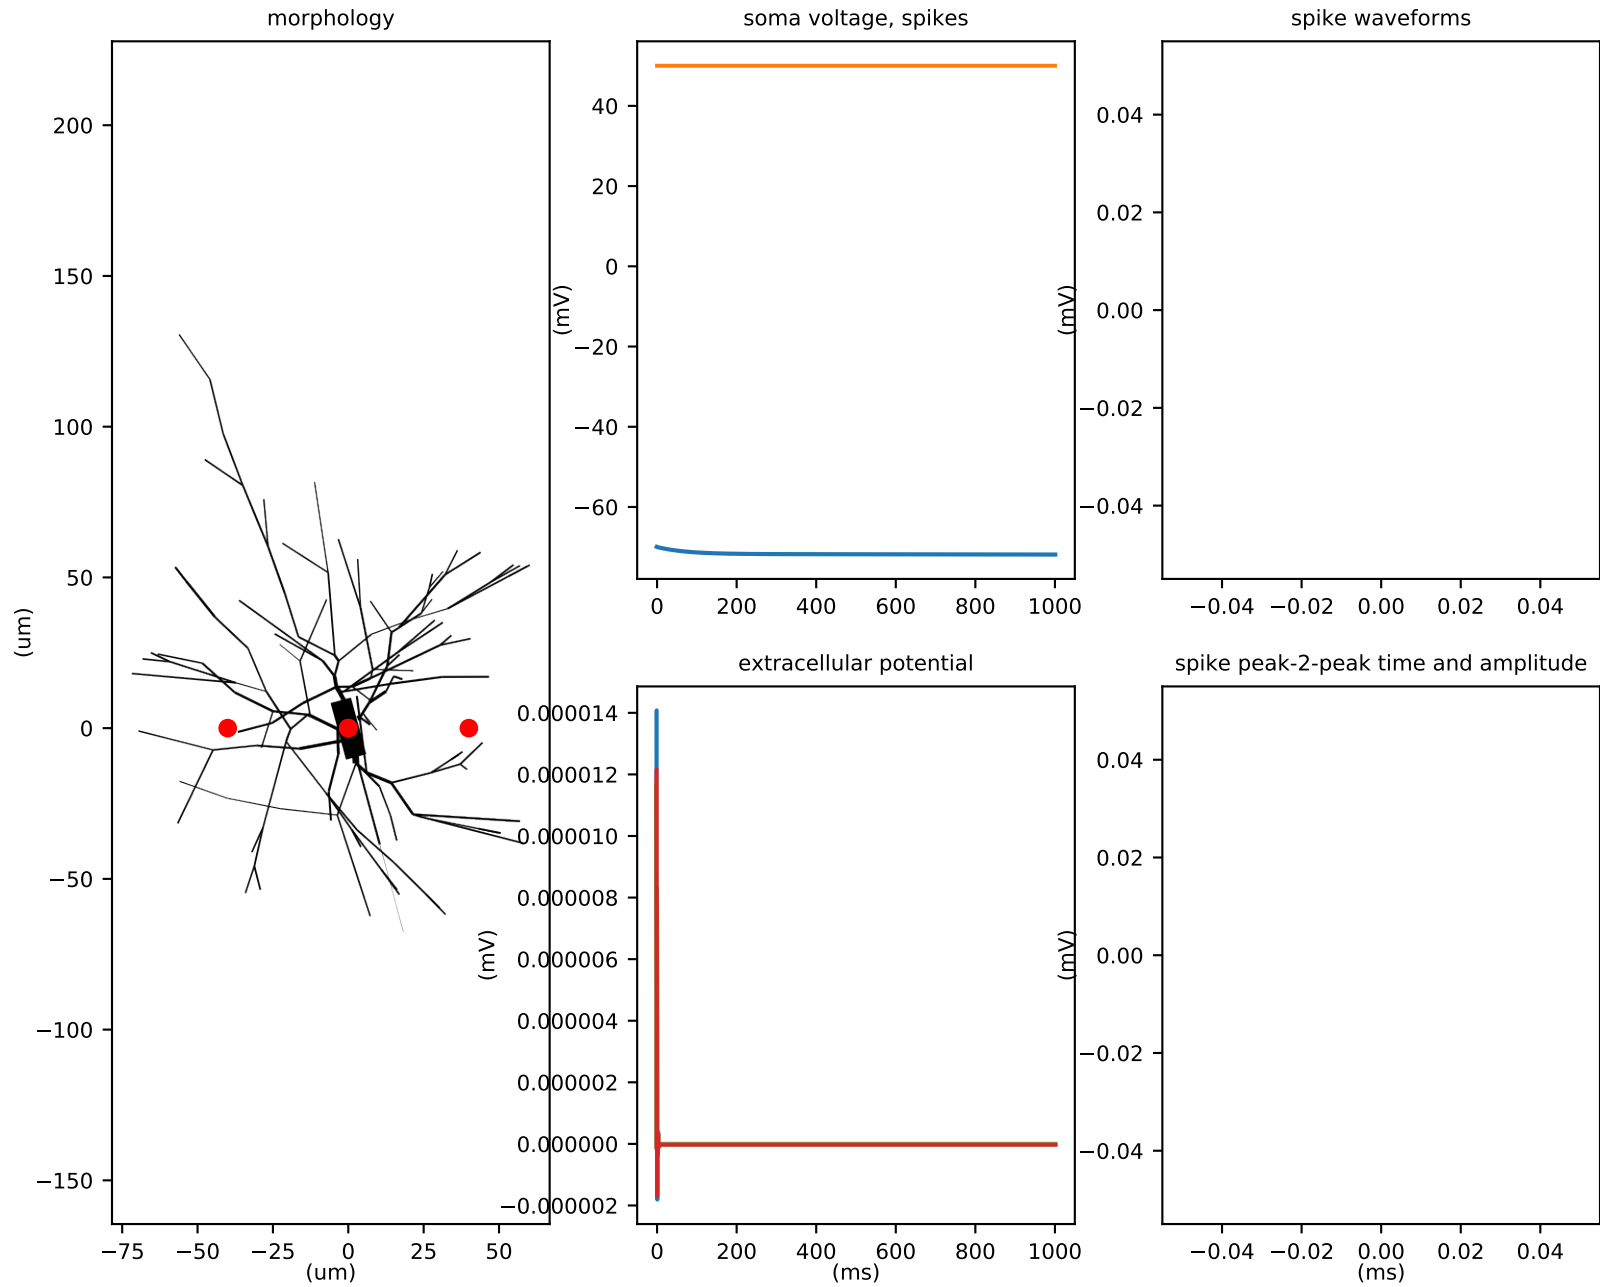 morphology
200
150
100
50
0
−50
−100
−150
(um)
−75 −50 −25 0 25 50
(um)
soma voltage, spikes
40
20
0
−20
−40
−60
(mV)
0 200 400 600 800 1000
spike waveforms
0.04
0.02
0.00
−0.02
−0.04
(mV)
−0.04 −0.02 0.00 0.02 0.04
extracellular potential
0.000014
0.000012
0.000010
0.000008
0.000006
0.000004
0.000002
0.000000
−0.000002
(mV)
0 200 400 600 800 1000
(ms)
spike peak-2-peak time and amplitude
0.04
0.02
0.00
−0.02
−0.04
(mV)
−0.04 −0.02 0.00 0.02 0.04
(ms)